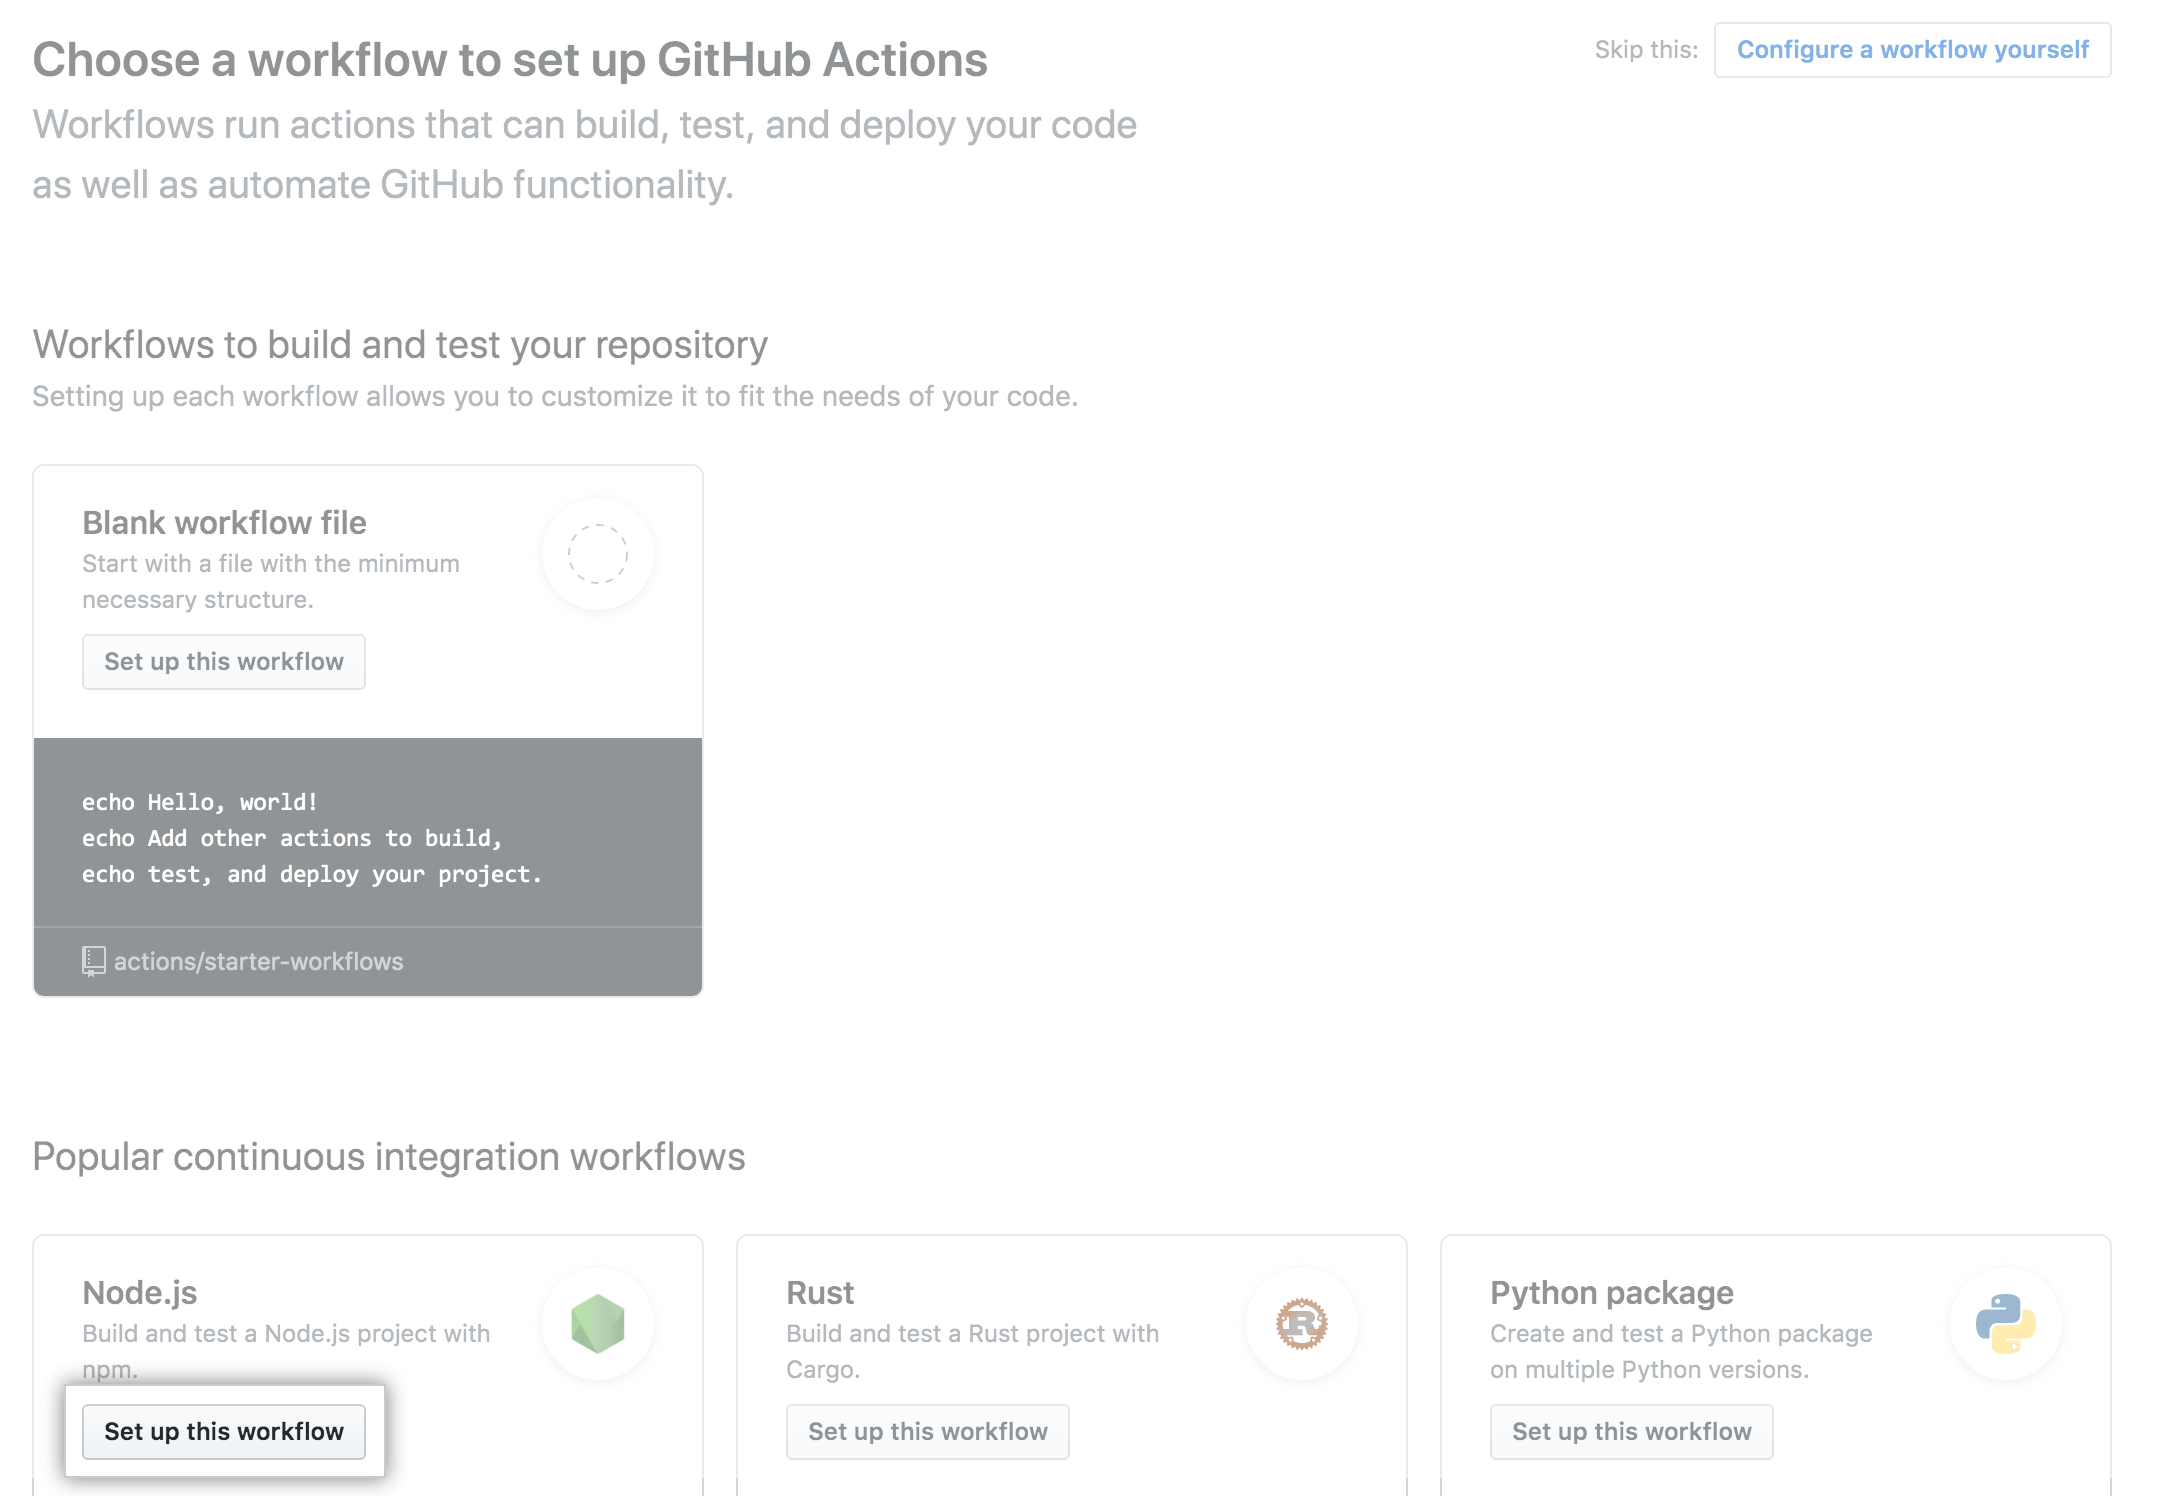 Choose a workflow to set up GitHub Actions
Skip this: Configure a workflow yourself
Workflows run actions that can build, test, and deploy your code
as well as automate GitHub functionality.
Workflows to build and test your repository
Setting up each workflow allows you to customize it to fit the needs of your code.
Blank workflow file
Start with a file with the minimum
necessary structure.
Set up this workflow
echo Hello, world!
echo Add other actions to build,
echo test, and deploy your project.
actions/starter-workflows
Popular continuous integration workflows
Node.js
Build and test a Node.js project with
npm.
Set up this workflow
Rust
Build and test a Rust project with
Cargo.
Set up this workflow
Python package
Create and test a Python package
on multiple Python versions.
Set up this workflow